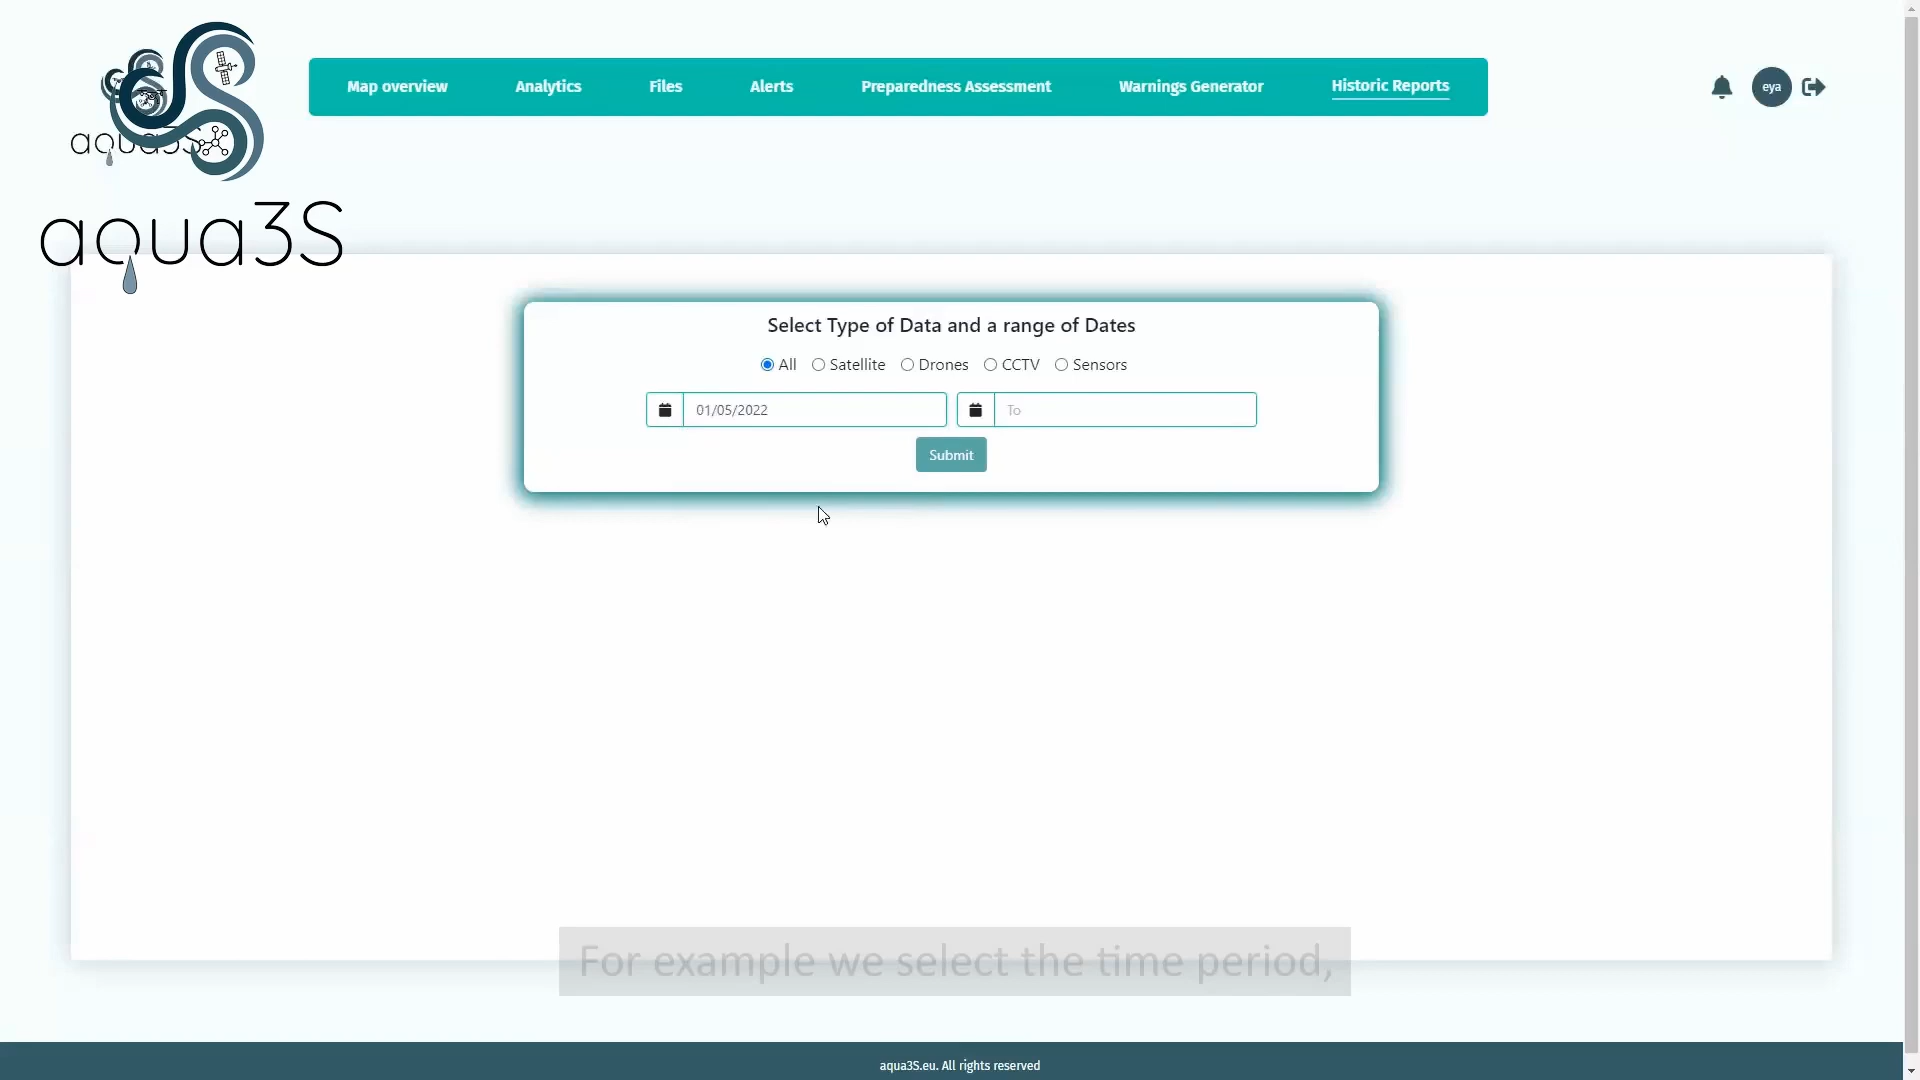 aqua3S
Map overview Analytics Files Alerts Preparedness Assessment Warnings Generator Historic Reports
eya
aqua3S
Select Type of Data and a range of Dates
All Satellite Drones CCTV Sensors
01/05/2022 To
Submit
For example we select the time period,
aqua3S.eu. All rights reserved